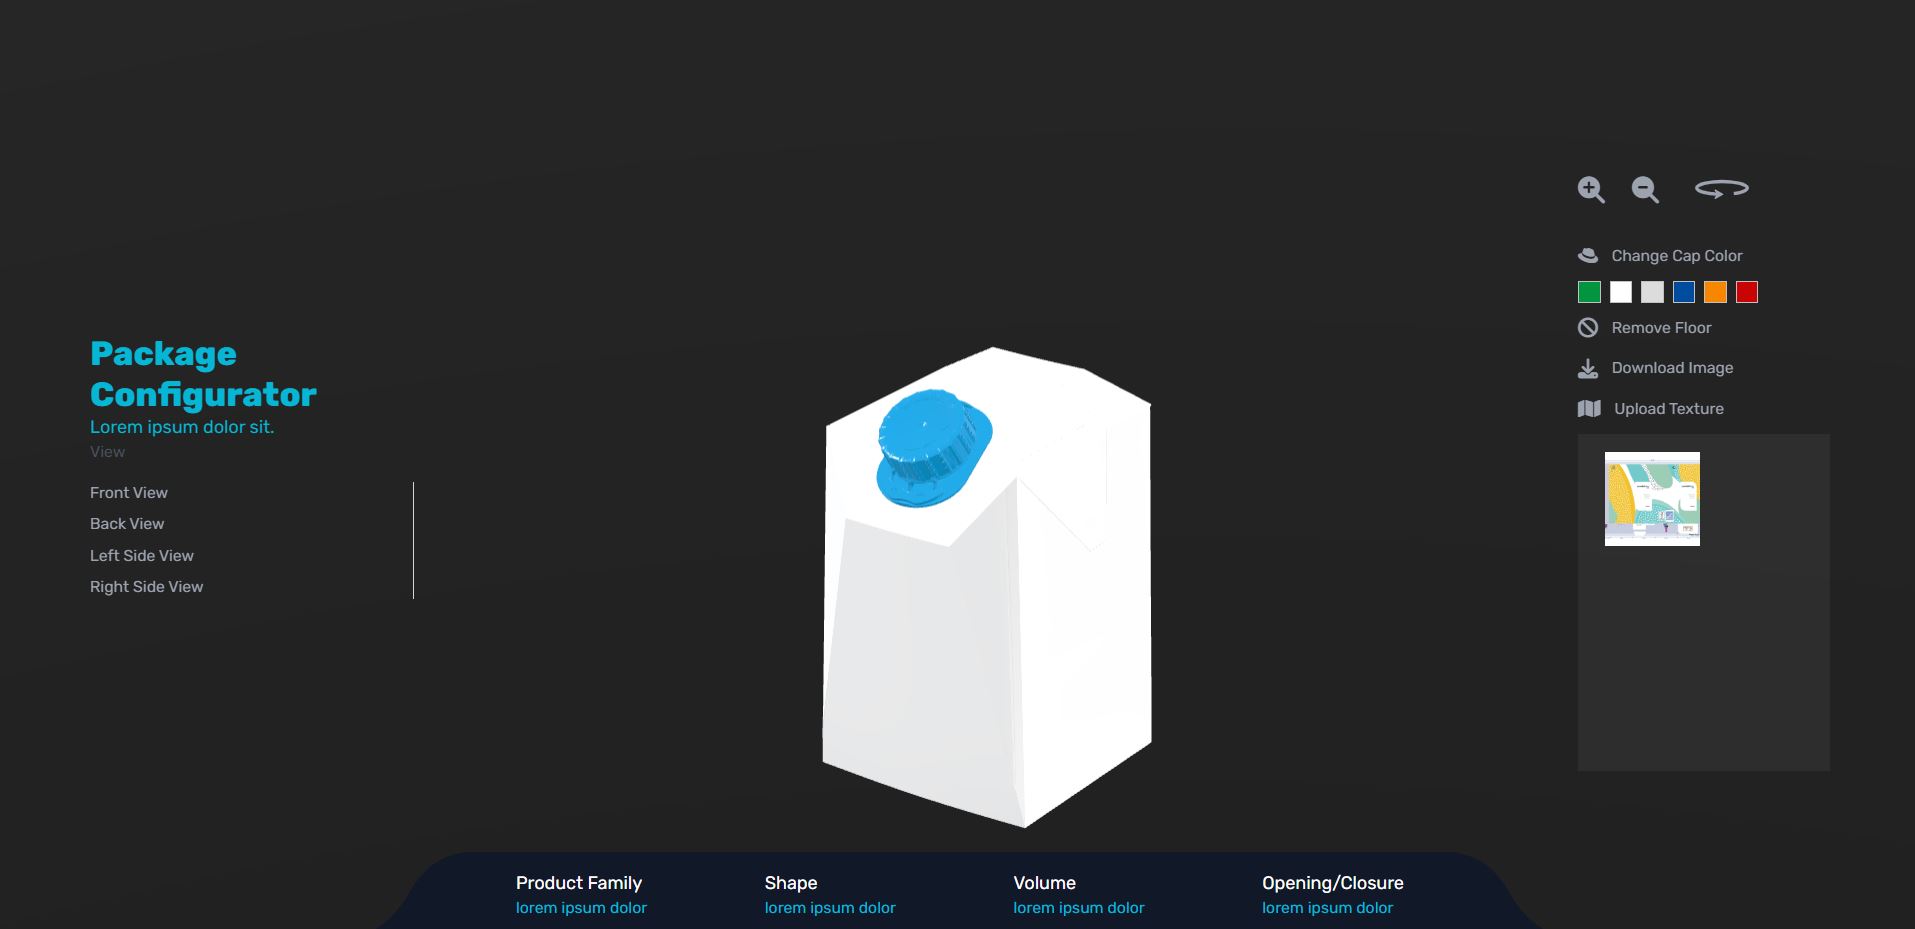 Package
Configurator
Lorem ipsum dolor sit.
View
Front View
Back View
Left Side View
Right Side View
Change Cap Color
Remove Floor
Download Image
Upload Texture
Product Family
lorem ipsum dolor
Shape
lorem ipsum dolor
Volume
lorem ipsum dolor
Opening/Closure
lorem ipsum dolor